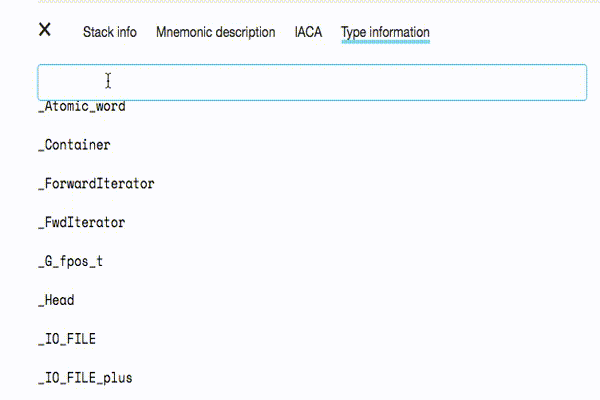 X Stack info Mnemonic description IACA Type information
_Atomic_word
_Container
_ForwardIterator
_FwdIterator
_G_fpos_t
_Head
_IO_FILE
_IO_FILE_plus